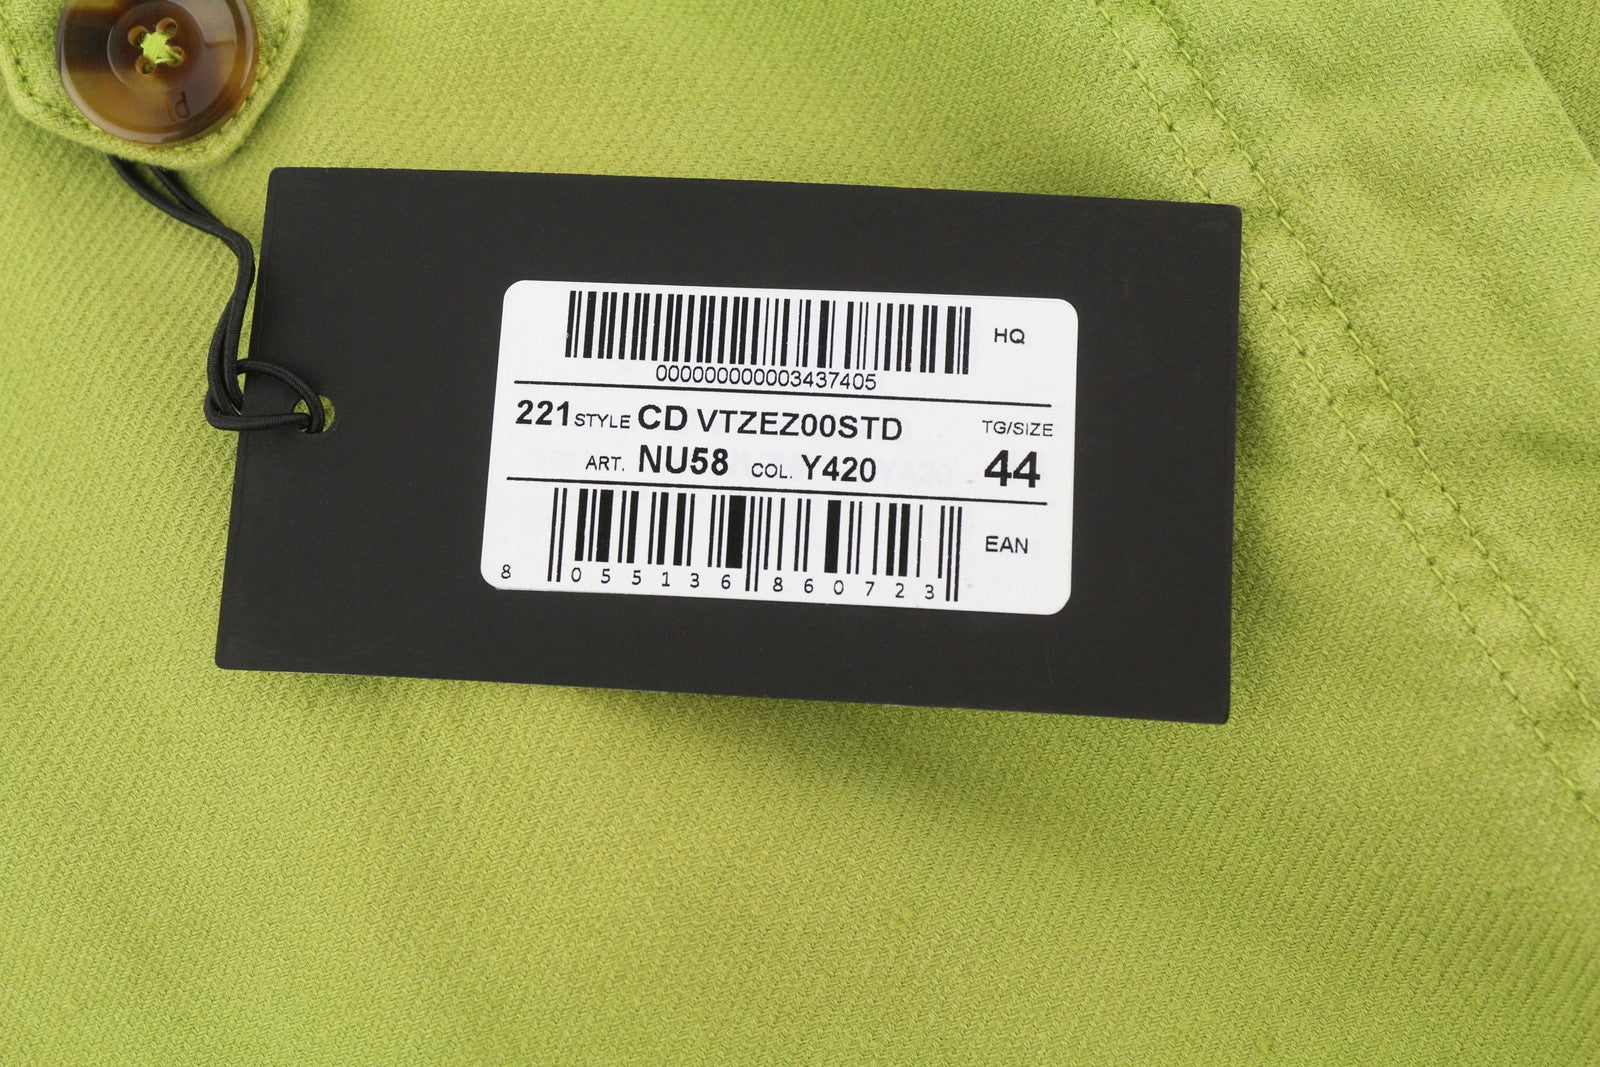 HQ
000000000003437405
221 STYLE CD VTZEZ00STD TG/SIZE
ART. NU58 COL. Y420 44
EAN
8 055136 860723